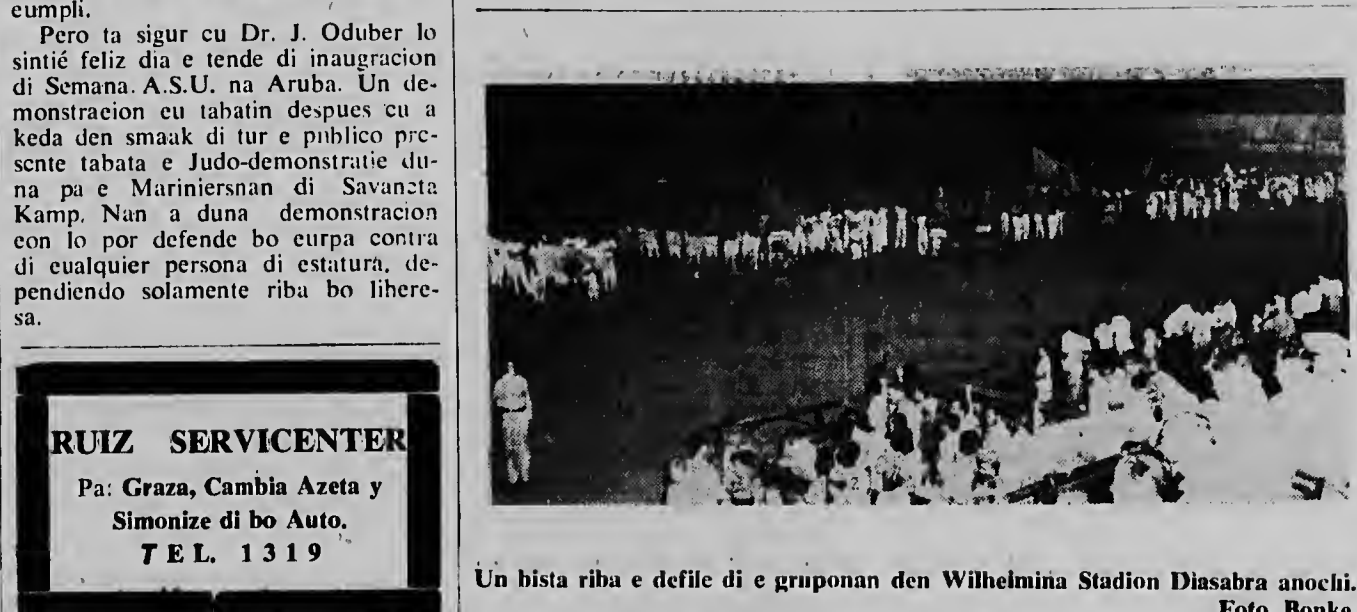 cumpli.
Pero ta sigur cu Dr. J. Oduber lo
sintié feliz dia e tende di inaugracion
di Semana. A.S.U. na Aruba. Un de-
monstracion cu tabatin despues cu a
keda den smaak di tur e publico pre-
sente tabata e Judo-demonstratie du-
na pa e Mariniersnan di Savaneta
Kamp. Nan a duna demonstracion
con lo por defende bo curpa contra
di cualquier persona di estatura, de-
pendiendo solamente riba bo lihere-
sa.
RUIZ SERVICENTER
Pa: Graza, Cambia Azeta y
Simonize di bo Auto.
TEL. 1319
Un bista riba e defile di e gruponan den Wilhelmina Stadion Diasabra anochi.
Foto Bonke